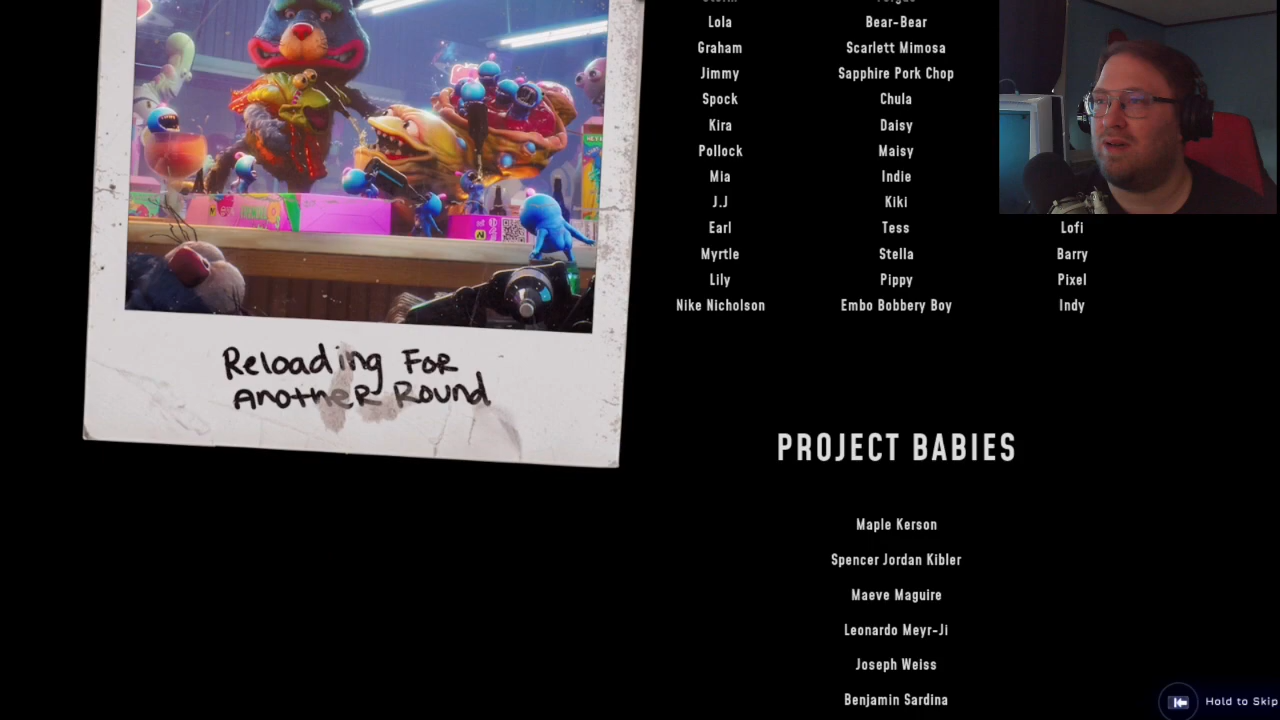 Reloading For
Another Round
Lola Bear-Bear
Graham Scarlett Mimosa
Jimmy Sapphire Pork Chop
Spock Chula
Kira Daisy
Pollock Maisy
Mia Indie
J.J Kiki
Earl Tess Lofi
Myrtle Stella Barry
Lily Pippy Pixel
Nike Nicholson Embo Bobbery Boy Indy
PROJECT BABIES
Maple Kerson
Spencer Jordan Kibler
Maeve Maguire
Leonardo Meyr-Ji
Joseph Weiss
Benjamin Sardina
Hold to Skip